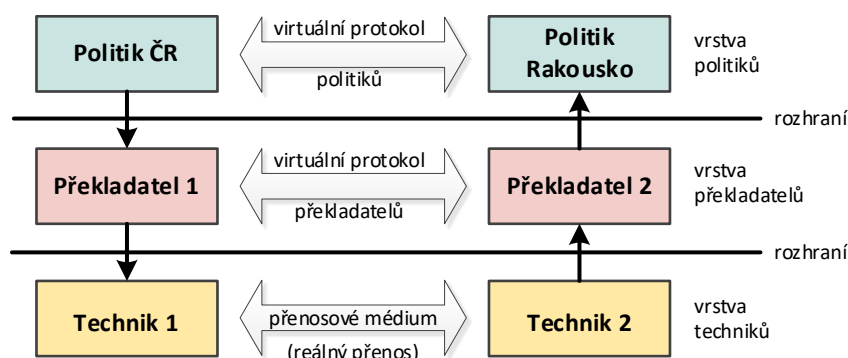 Politik ČR
virtuální protokol
politiků
Politik
Rakousko
vrstva
politiků
rozhraní
Překladatel 1
virtuální protokol
překladatelů
Překladatel 2
vrstva
překladatelů
rozhraní
Technik 1
přenosové médium
(reálný přenos)
Technik 2
vrstva
techniků